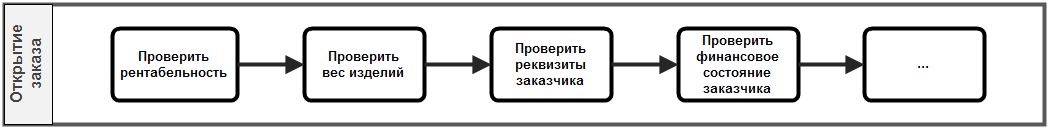 Открытие
заказа
Проверить
рентабельность
Проверить
вес изделий
Проверить
реквизиты
заказчика
Проверить
финансовое
состояние
заказчика
...